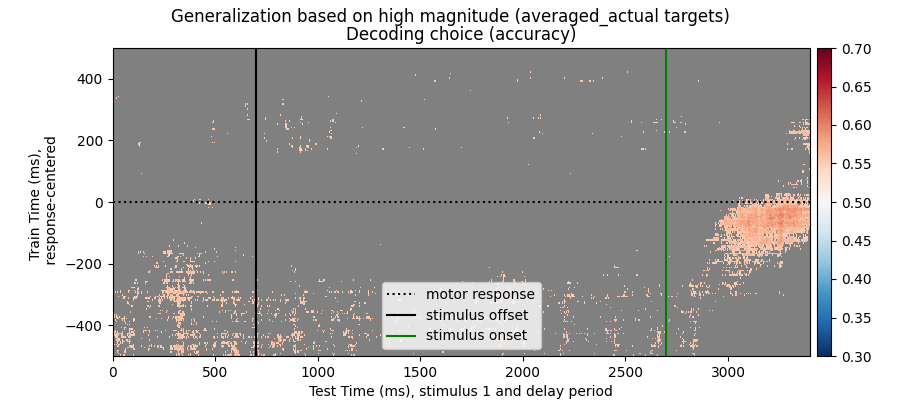 Generalization based on high magnitude (averaged_actual targets)
Decoding choice (accuracy)
Train Time (ms),
response-centered
400
200
0
−200
−400
motor response
stimulus offset
stimulus onset
0
500
1000
1500
2000
2500
3000
Test Time (ms), stimulus 1 and delay period
0.70
0.65
0.60
0.55
0.50
0.45
0.40
0.35
0.30